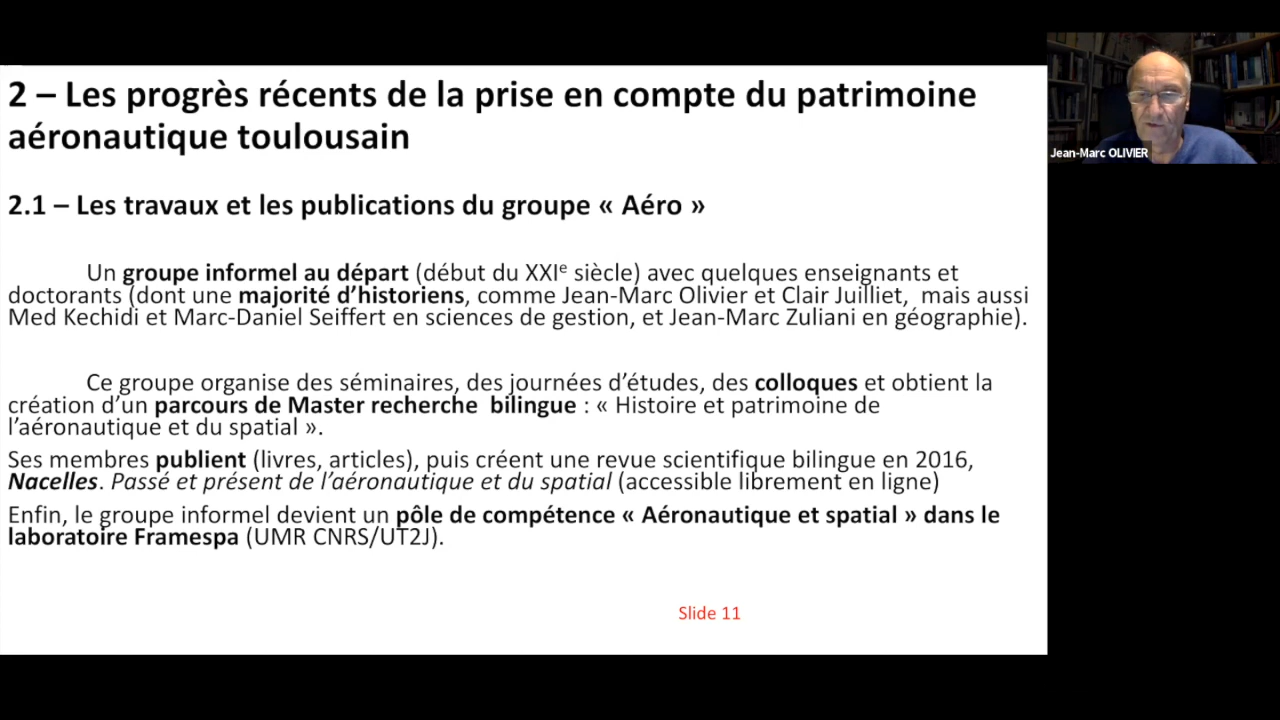 2 – Les progrès récents de la prise en compte du patrimoine
aéronautique toulousain
2.1 – Les travaux et les publications du groupe « Aéro »
Un groupe informel au départ (début du XXIe siècle) avec quelques enseignants et
doctorants (dont une majorité d’historiens, comme Jean-Marc Olivier et Clair Juilliet, mais aussi
Med Kechidi et Marc-Daniel Seiffert en sciences de gestion, et Jean-Marc Zuliani en géographie).
Ce groupe organise des séminaires, des journées d’études, des colloques et obtient la
création d’un parcours de Master recherche bilingue : « Histoire et patrimoine de
l’aéronautique et du spatial ».
Ses membres publient (livres, articles), puis créent une revue scientifique bilingue en 2016,
Nacelles. Passé et présent de l’aéronautique et du spatial (accessible librement en ligne)
Enfin, le groupe informel devient un pôle de compétence « Aéronautique et spatial » dans le
laboratoire Framespa (UMR CNRS/UT2J).
Slide 11
Jean-Marc OLIVIER